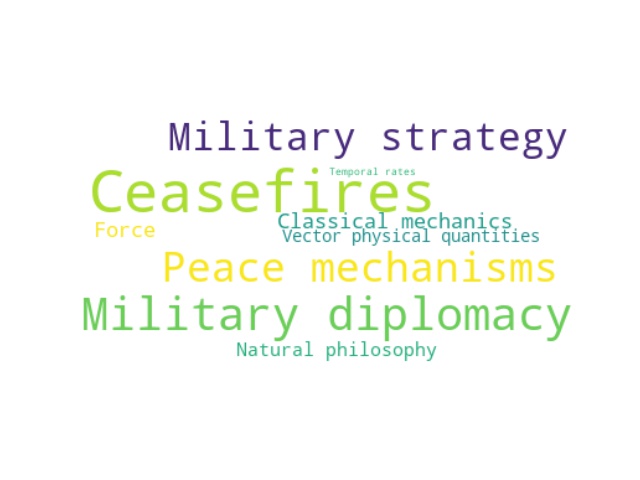 Military strategy
Temporal rates
Ceasefires
Classical mechanics
Force
Vector physical quantities
Peace mechanisms
Military diplomacy
Natural philosophy